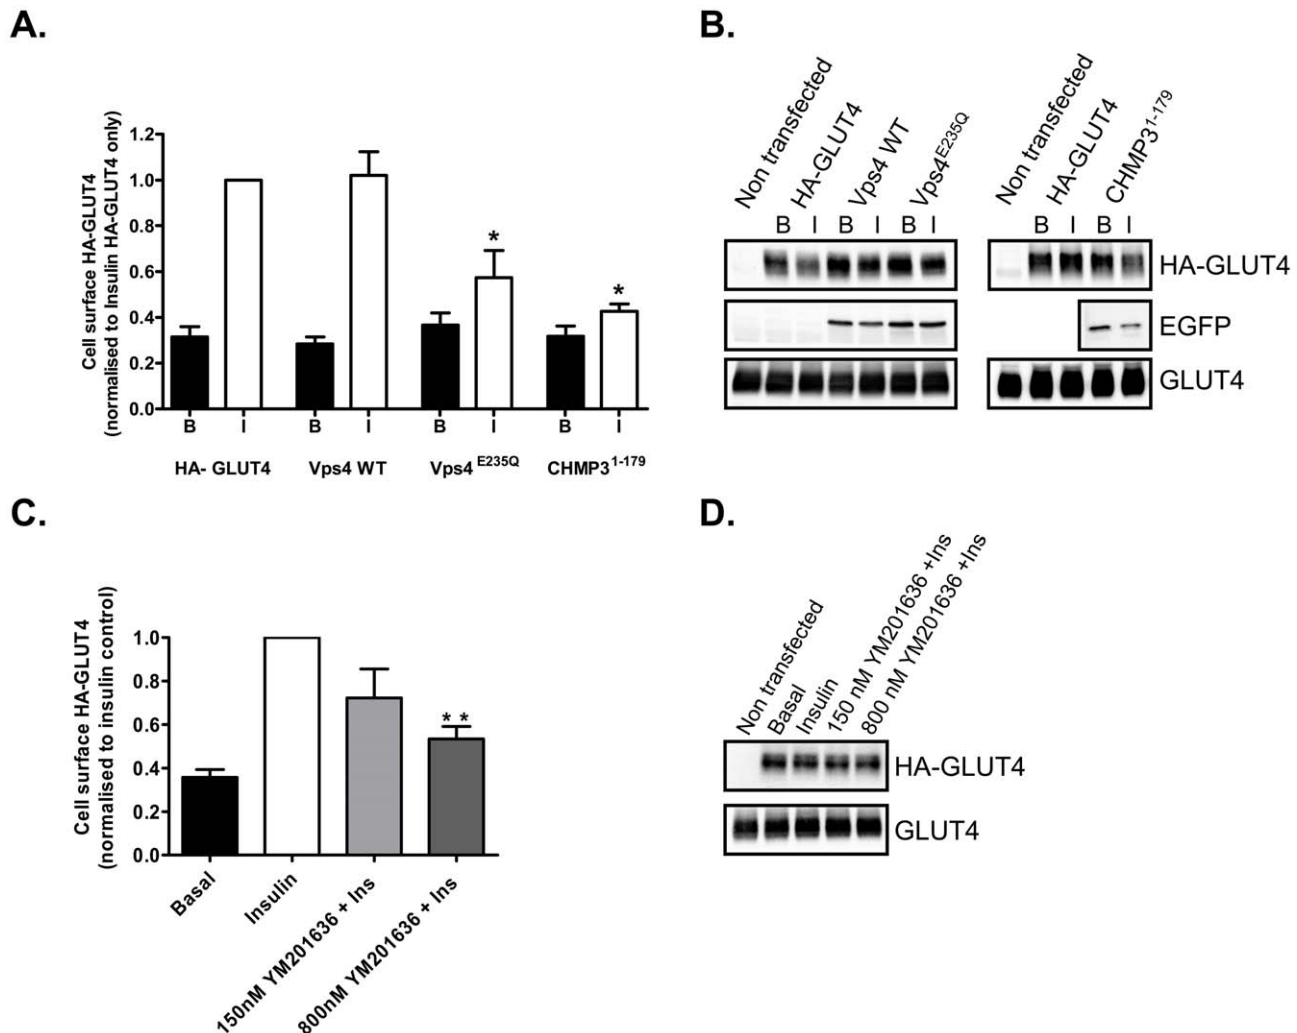 A.
Cell surface HA-GLUT4
(normalised to Insulin HA-GLUT4 only)
1.2
1.0
0.8
0.6
0.4
0.2
0.0
*
*
B I B I B I B I
HA- GLUT4 Vps4 WT Vps4 E235Q CHMP3 1-179
B.
Non transfected
HA-GLUT4
Vps4 WT
Vps4E235Q
B I B I B I
Non transfected
HA-GLUT4
CHMP31-179
B I B I
HA-GLUT4
EGFP
GLUT4
C.
Cell surface HA-GLUT4
(normalised to insulin control)
1.0
0.8
0.6
0.4
0.2
0.0
* *
Basal
Insulin
150nM YM201636 + Ins
800nM YM201636 + Ins
D.
Non transfected
Basal
Insulin
150 nM YM201636 +Ins
800 nM YM201636 +Ins
HA-GLUT4
GLUT4